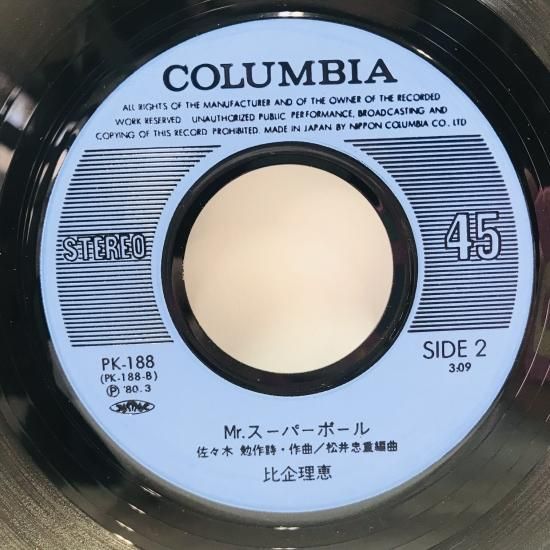 COLUMBIA
ALL RIGHTS OF THE MANUFACTURER AND OF THE OWNER OF THE RECORDED
WORK RESERVED UNAUTHORIZED PUBLIC PERFORMANCE, BROADCASTING AND
COPYING OF THIS RECORD PROHIBITED. MADE IN JAPAN BY NIPPON COLUMBIA CO. LTD
STEREO
45
PK-188
(PK-188-B)
Ⓟ '80.3
SIDE 2
3:09
Mr.スーパーボール
佐々木 勉作詩・作曲/松井忠重編曲
比企理恵